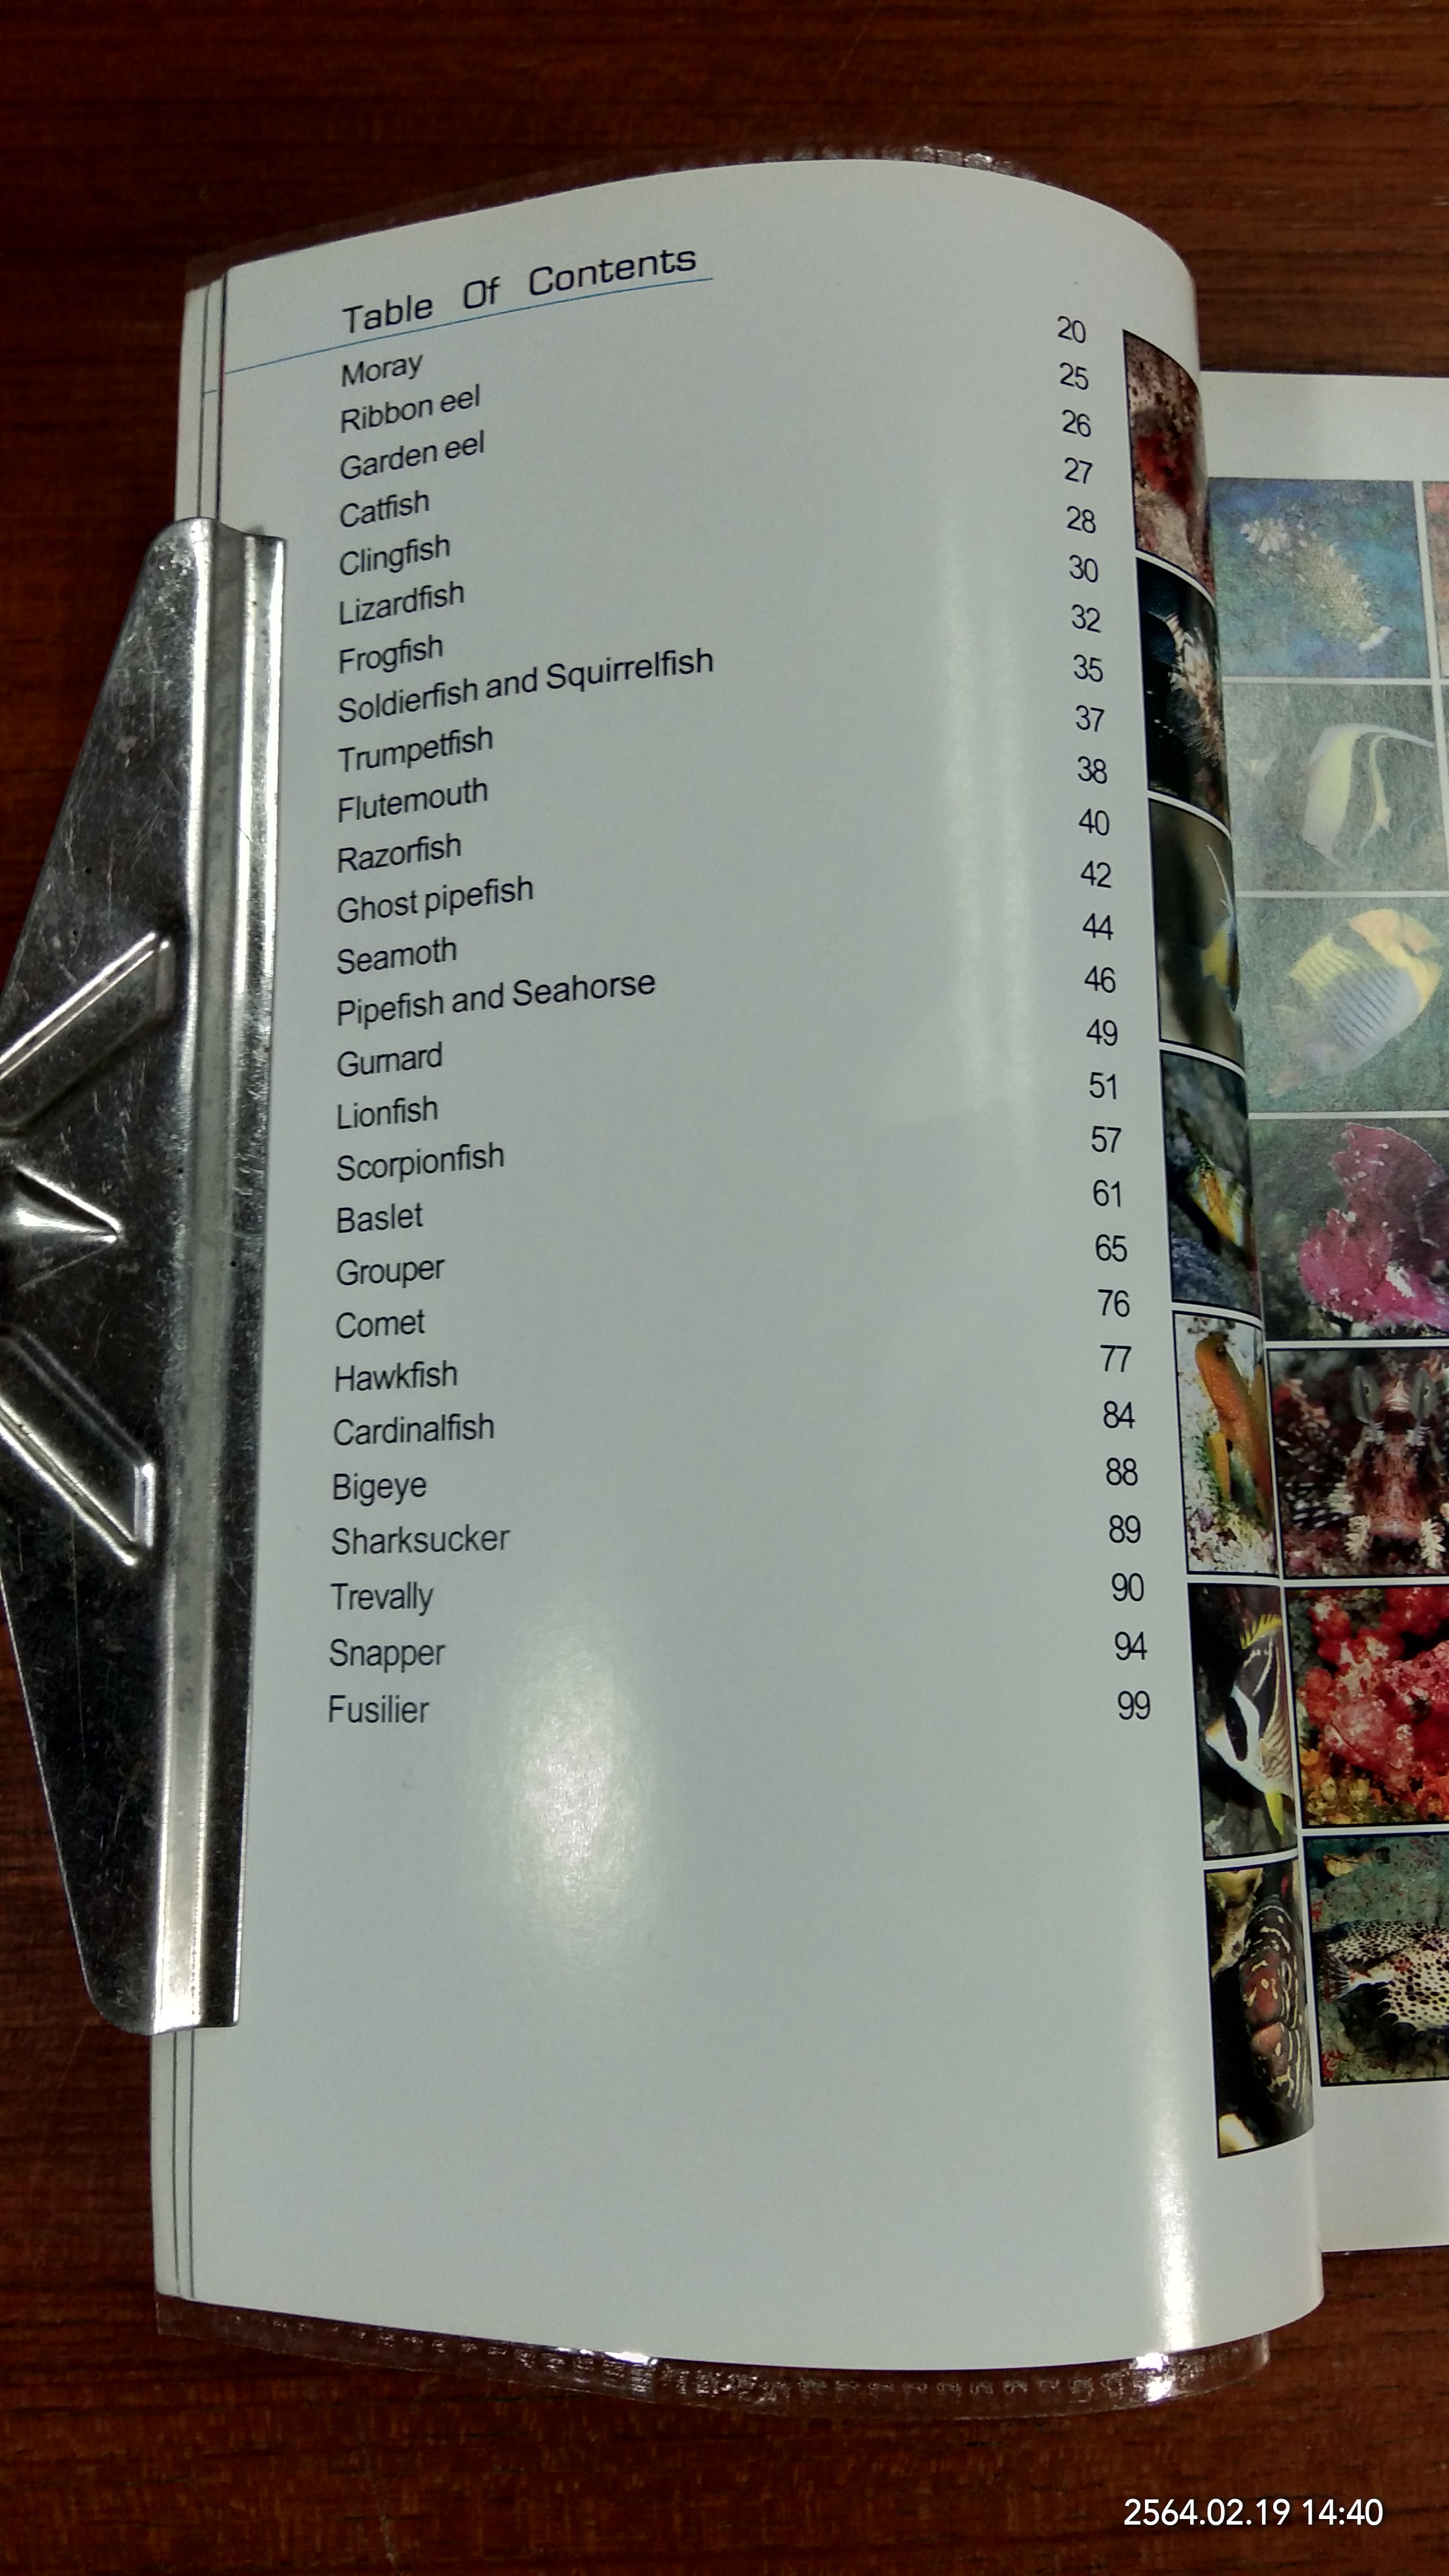 Table Of Contents
Moray 20
Ribbon eel 25
Garden eel 26
Catfish 27
Clingfish 28
Lizardfish 30
Frogfish 32
Soldierfish and Squirrelfish 35
Trumpetfish 37
Flutemouth 38
Razorfish 40
Ghost pipefish 42
Seamoth 44
Pipefish and Seahorse 46
Gurnard 49
Lionfish 51
Scorpionfish 57
Baslet 61
Grouper 65
Comet 76
Hawkfish 77
Cardinalfish 84
Bigeye 88
Sharksucker 89
Trevally 90
Snapper 94
Fusilier 99
2564.02.19 14:40